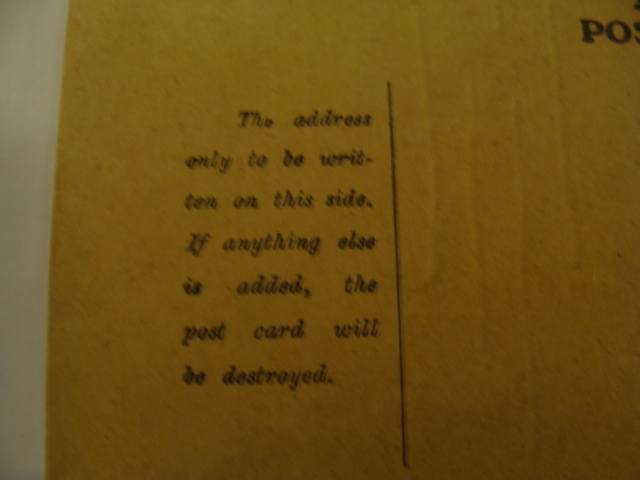 POS
The address
only to be writ-
ten on this side.
If anything else
is added, the
post card will
be destroyed.